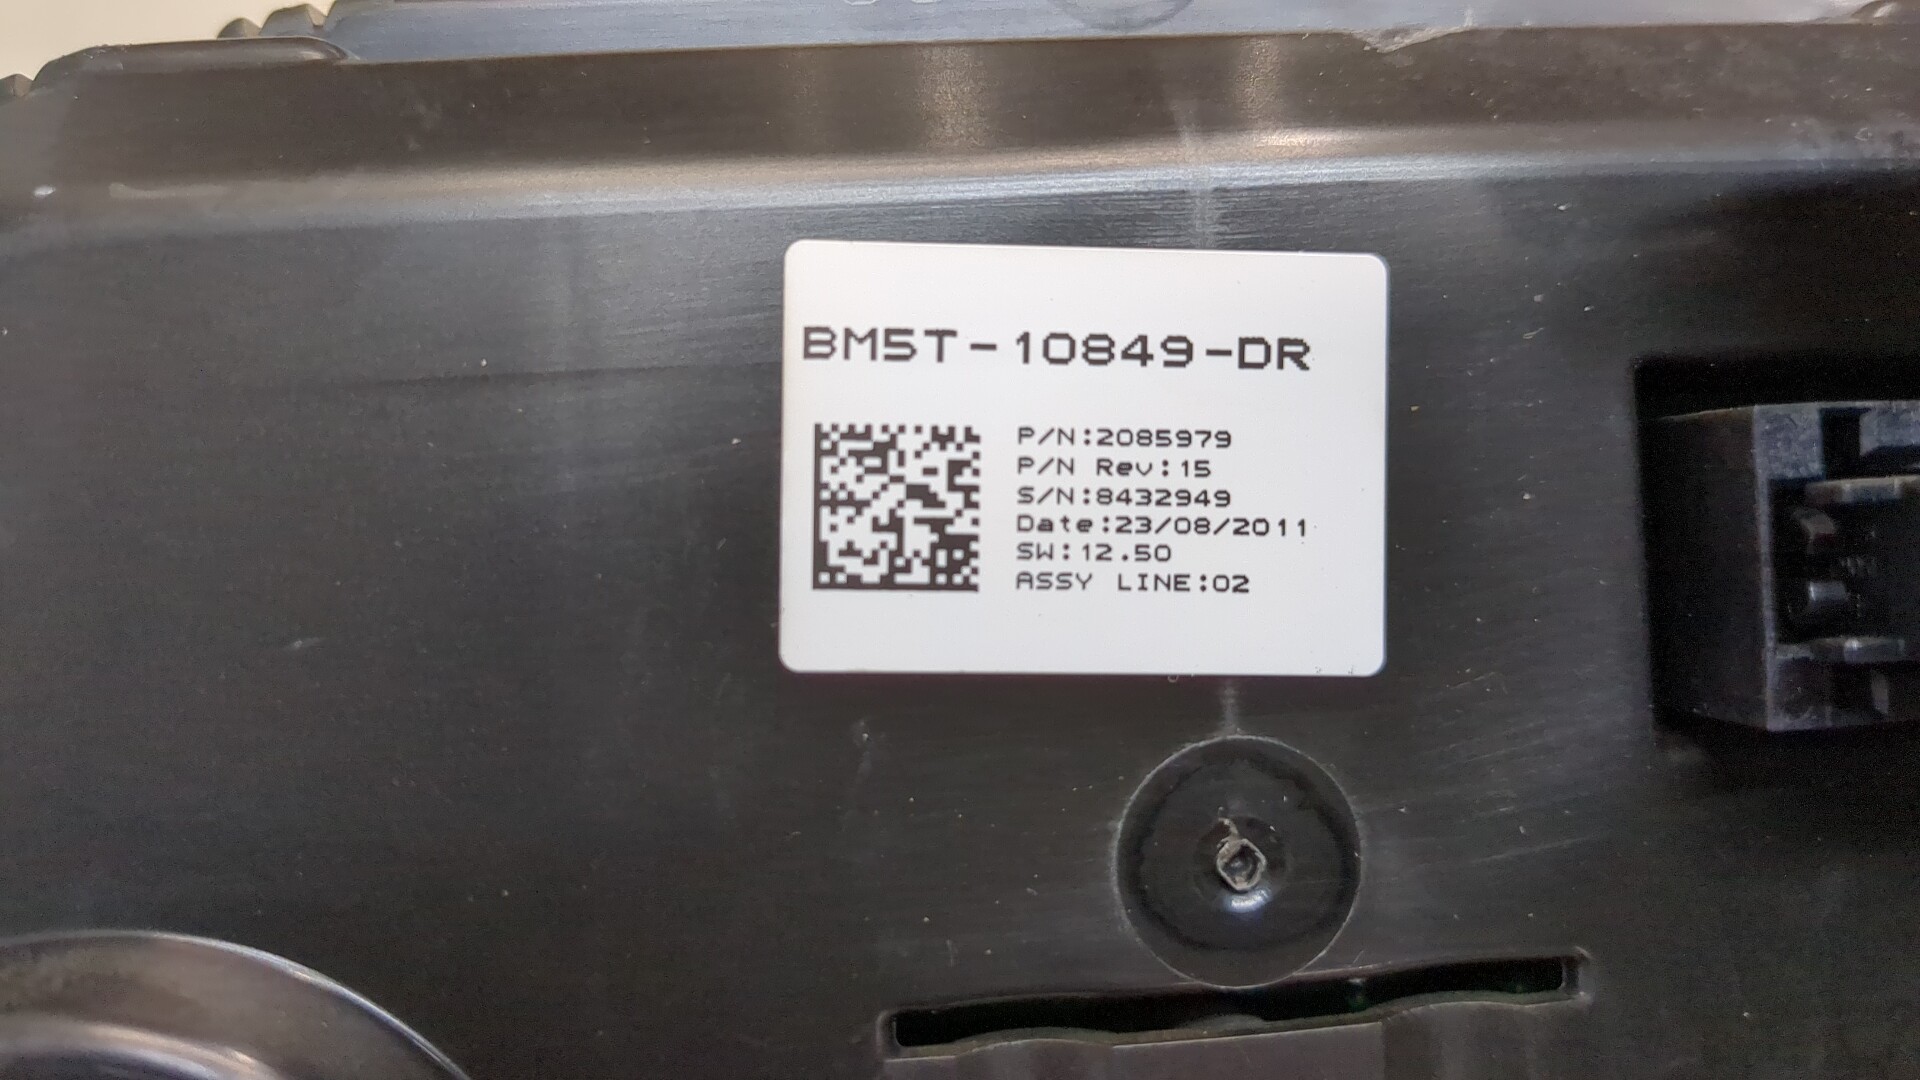 BM5T-10849-DR
P/N:2085979
P/N Rev:15
S/N:8432949
Date:23/08/2011
SW:12.50
ASSY LINE:02